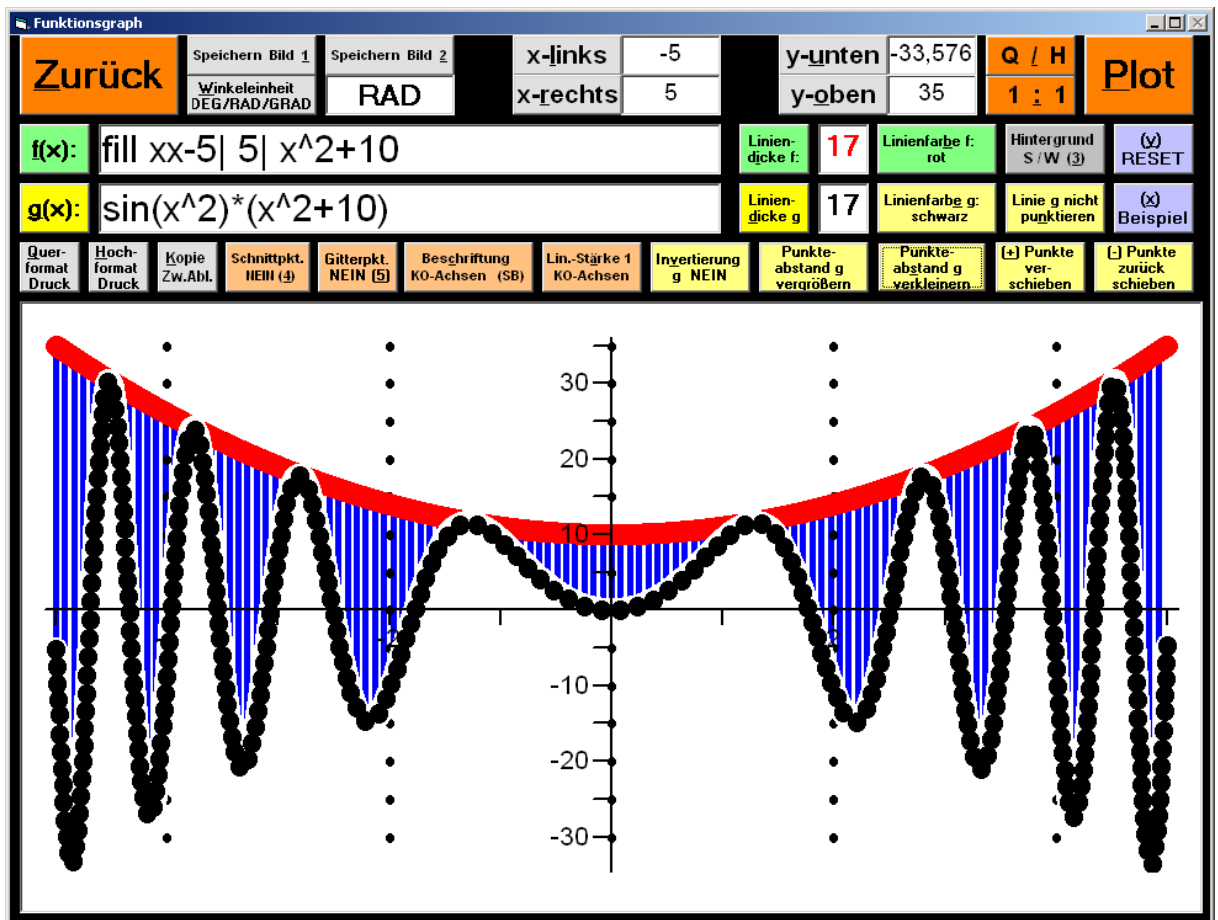 Funktionsgraph
Zurück
Speichern Bild 1
Speichern Bild 2
x-links
-5
y-unten
-33,576
Q / H
Plot
Winkeleinheit
DEG/RAD/GRAD
RAD
x-rechts
5
y-oben
35
1 : 1
f(x):
fill xx-5| 5| x^2+10
Linien-
dicke f:
17
Linienfarbe f:
rot
Hintergrund
S / W (3)
(v)
RESET
g(x):
sin(x^2)*(x^2+10)
Linien-
dicke g
17
Linienfarbe g:
schwarz
Linie g nicht
punktieren
(x)
Beispiel
Quer-
format
Druck
Hoch-
format
Druck
Kopie
Zw.Abl.
Schnittpkt.
NEIN (4)
Gitterpkt.
NEIN (5)
Beschriftung
KO-Achsen (SB)
Lin.-Stärke 1
KO-Achsen
Invertierung
g NEIN
Punkte-
abstand g
vergrößern
Punkte-
abstand g
verkleinern
(+) Punkte
ver-
schieben
(-) Punkte
zurück
schieben
30
20
10
-10
-20
-30